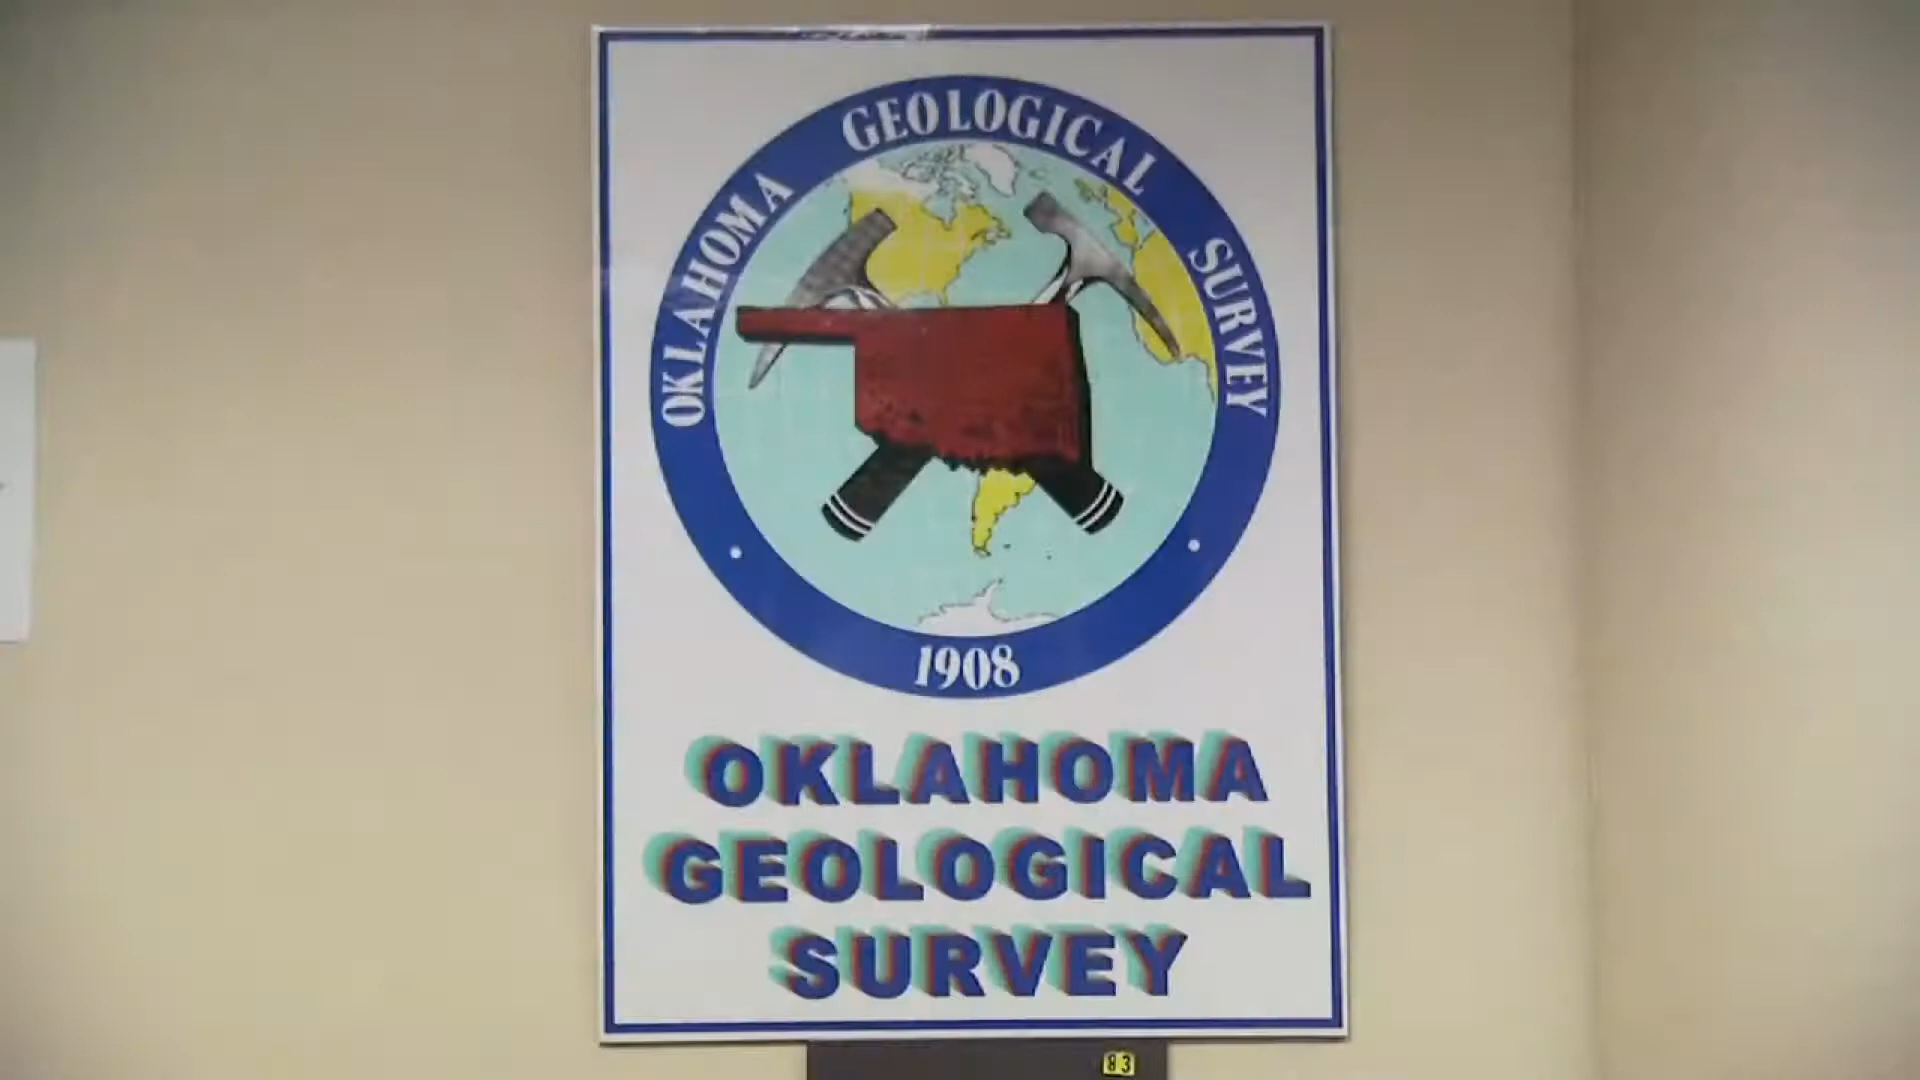 OKLAHOMA GEOLOGICAL SURVEY
1908
OKLAHOMA
GEOLOGICAL
SURVEY
83